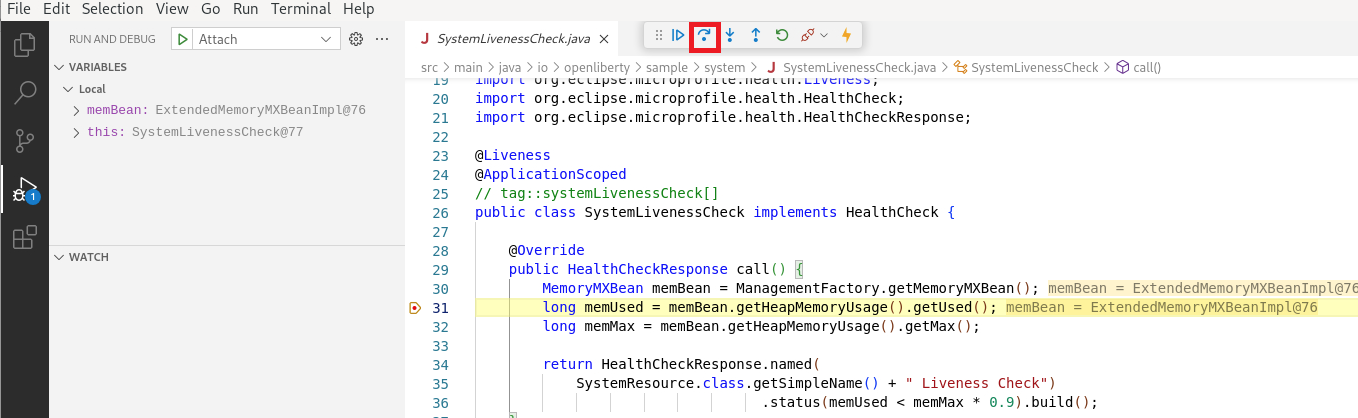 File Edit Selection View Go Run Terminal Help
RUN AND DEBUG Attach
VARIABLES
Local
memBean: ExtendedMemoryMXBeanImpl@76
this: SystemLivenessCheck@77
WATCH
1
J SystemLivenessCheck.java
src > main > java > io > openliberty > sample > system > J SystemLivenessCheck.java > SystemLivenessCheck > call()
19 import org.eclipse.microprofile.health.Liveness;
20 import org.eclipse.microprofile.health.HealthCheck;
21 import org.eclipse.microprofile.health.HealthCheckResponse;
22
23 @Liveness
24 @ApplicationScoped
25 // tag::systemLivenessCheck[]
26 public class SystemLivenessCheck implements HealthCheck {
27
28 @Override
29 public HealthCheckResponse call() {
30 MemoryMXBean memBean = ManagementFactory.getMemoryMXBean(); memBean = ExtendedMemoryMXBeanImpl@76
31 long memUsed = memBean.getHeapMemoryUsage().getUsed(); memBean = ExtendedMemoryMXBeanImpl@76
32 long memMax = memBean.getHeapMemoryUsage().getMax();
33
34 return HealthCheckResponse.named(
35 SystemResource.class.getSimpleName() + " Liveness Check")
36 .status(memUsed < memMax * 0.9).build();